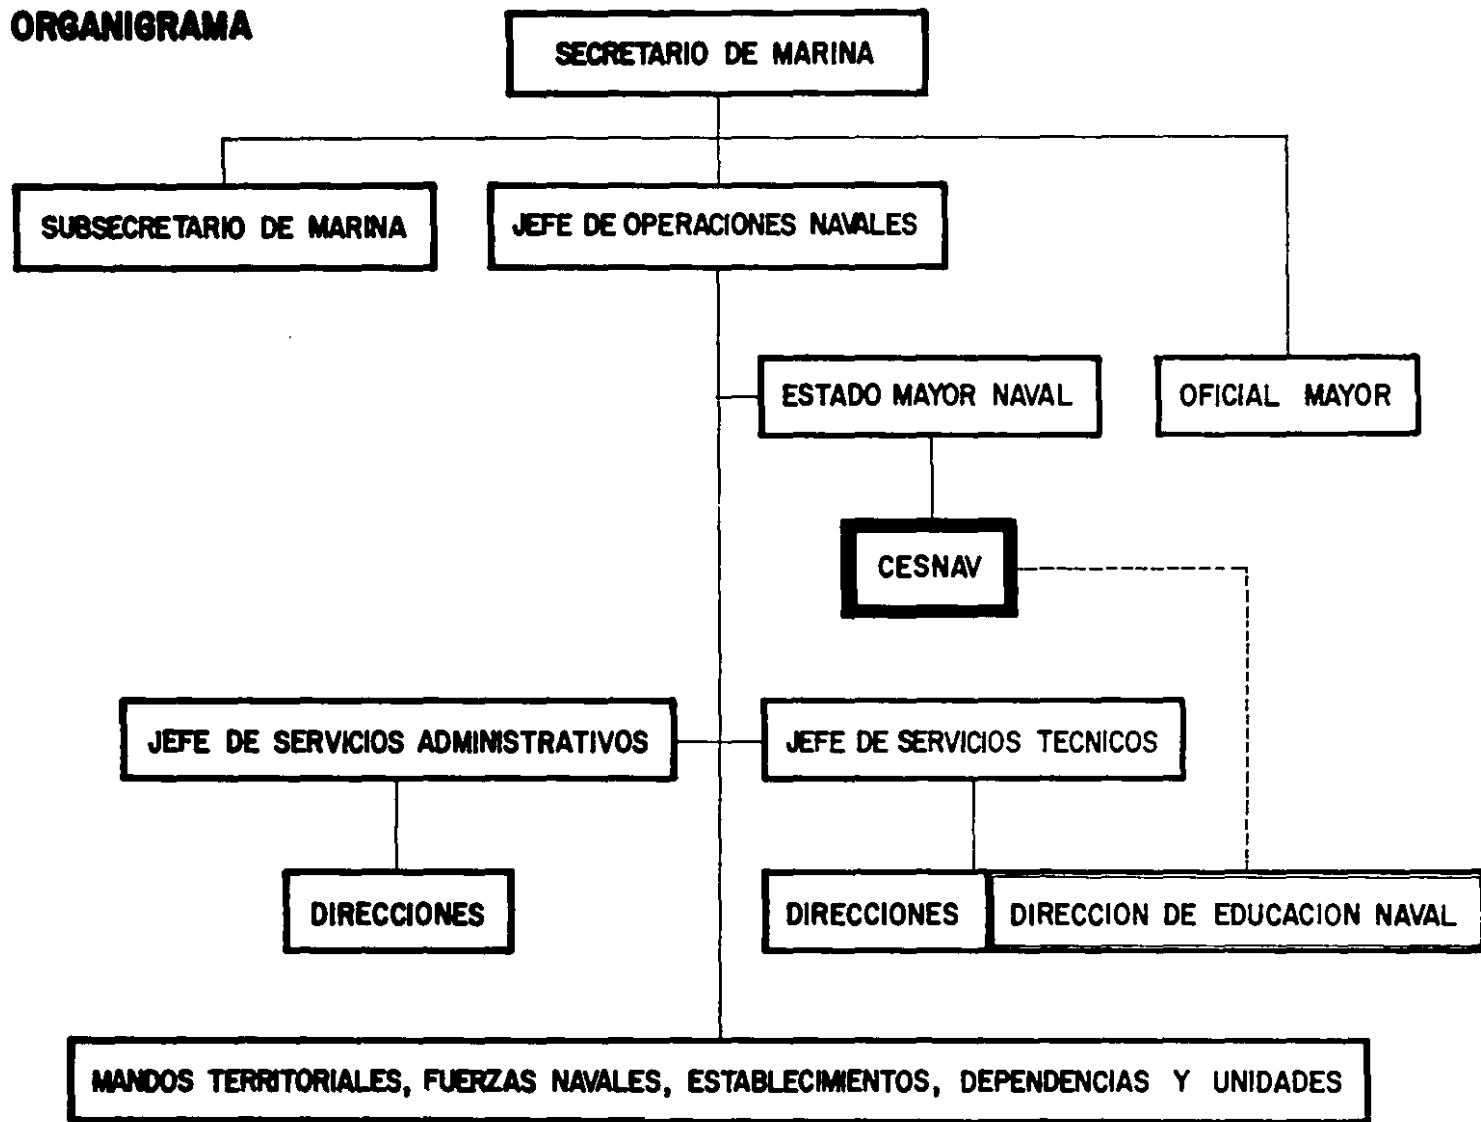 ORGANIGRAMA
SECRETARIO DE MARINA
SUBSECRETARIO DE MARINA
JEFE DE OPERACIONES NAVALES
ESTADO MAYOR NAVAL
OFICIAL MAYOR
CESNAV
JEFE DE SERVICIOS ADMINISTRATIVOS
JEFE DE SERVICIOS TECNICOS
DIRECCIONES
DIRECCIONES
DIRECCION DE EDUCACION NAVAL
MANDOS TERRITORIALES, FUERZAS NAVALES, ESTABLECIMIENTOS, DEPENDENCIAS Y UNIDADES